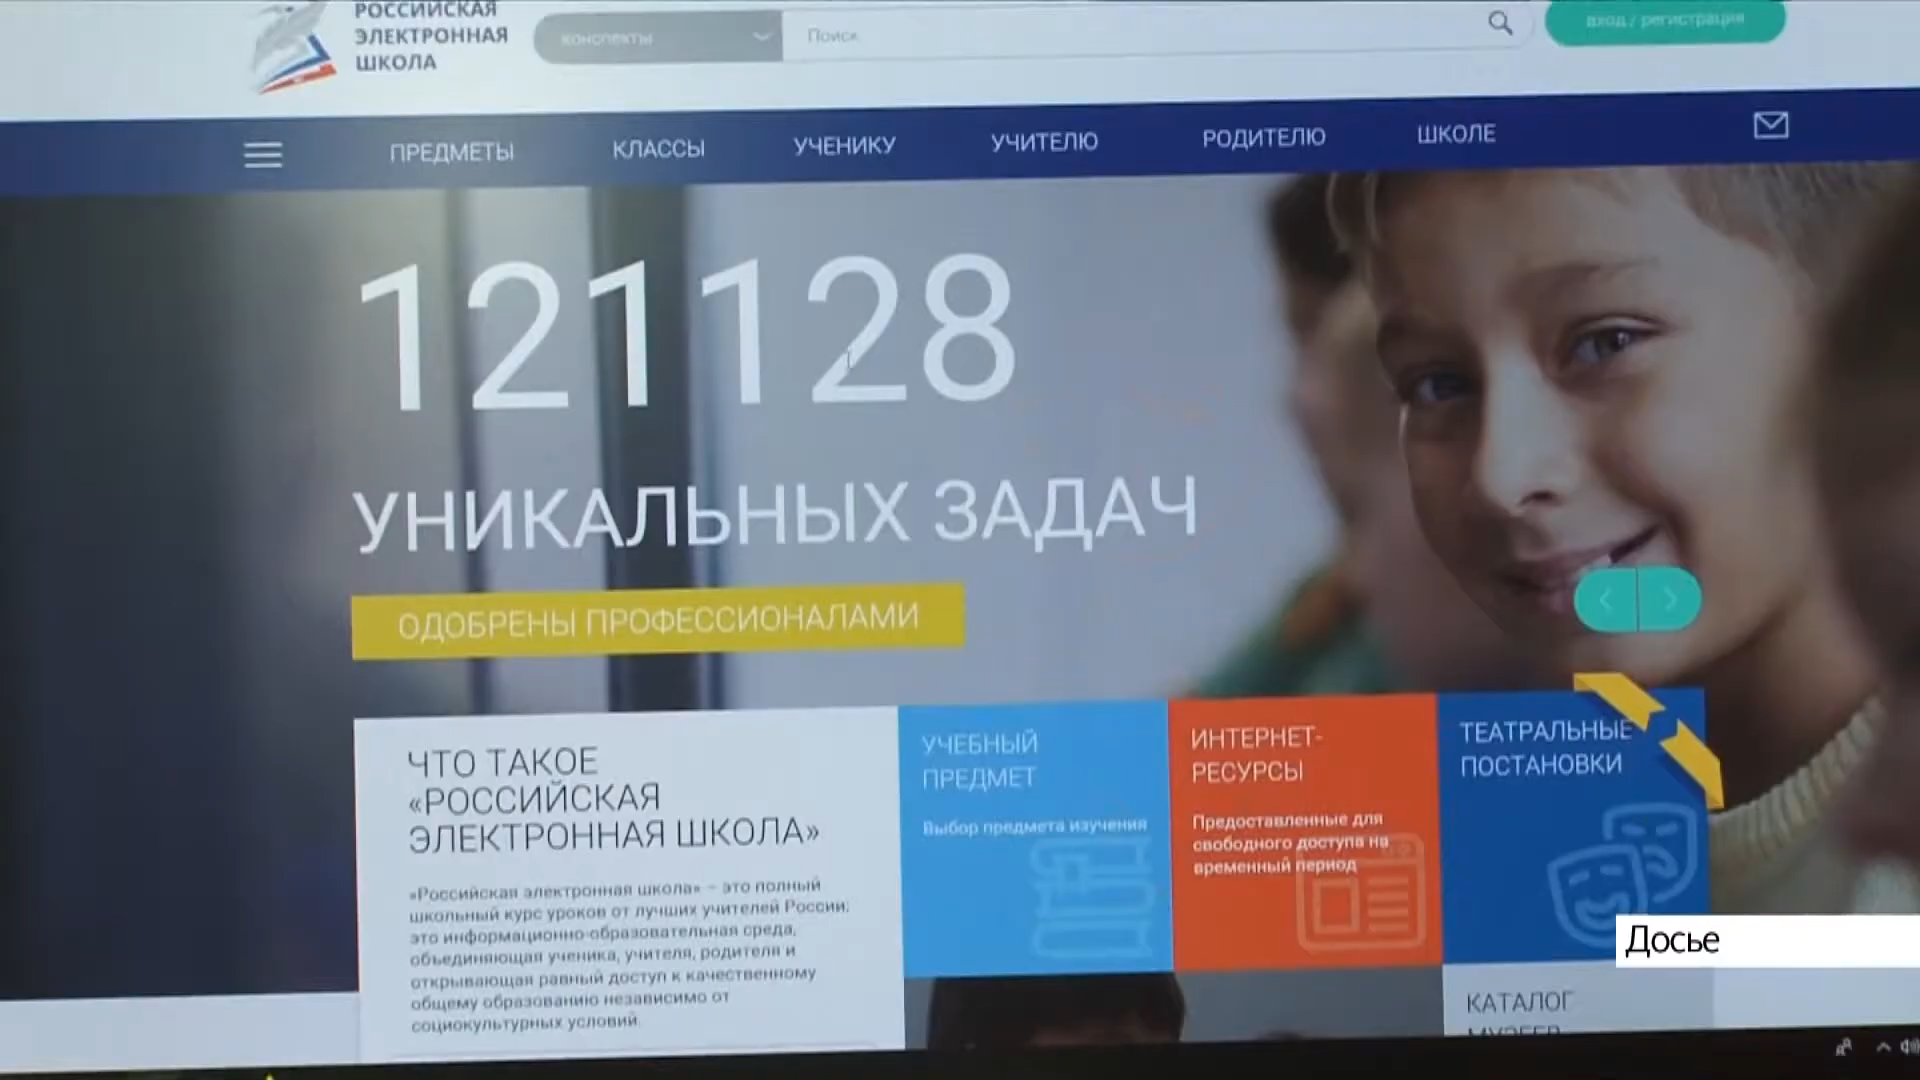 РОССИЙСКАЯ
ЭЛЕКТРОННАЯ
ШКОЛА
конспекты
Поиск
вход / регистрация
ПРЕДМЕТЫ
КЛАССЫ
УЧЕНИКУ
УЧИТЕЛЮ
РОДИТЕЛЮ
ШКОЛЕ
121128
УНИКАЛЬНЫХ ЗАДАЧ
ОДОБРЕНЫ ПРОФЕССИОНАЛАМИ
ЧТО ТАКОЕ
«РОССИЙСКАЯ
ЭЛЕКТРОННАЯ ШКОЛА»
«Российская электронная школа» – это полный
школьный курс уроков от лучших учителей России;
это информационно-образовательная среда,
объединяющая ученика, учителя, родителя и
открывающая равный доступ к качественному
общему образованию независимо от
социокультурных условий.
УЧЕБНЫЙ
ПРЕДМЕТ
Выбор предмета изучения
ИНТЕРНЕТ-
РЕСУРСЫ
Предоставленные для
свободного доступа на
временный период
ТЕАТРАЛЬНЫЕ
ПОСТАНОВКИ
Досье
КАТАЛОГ
МУЗЕЕВ